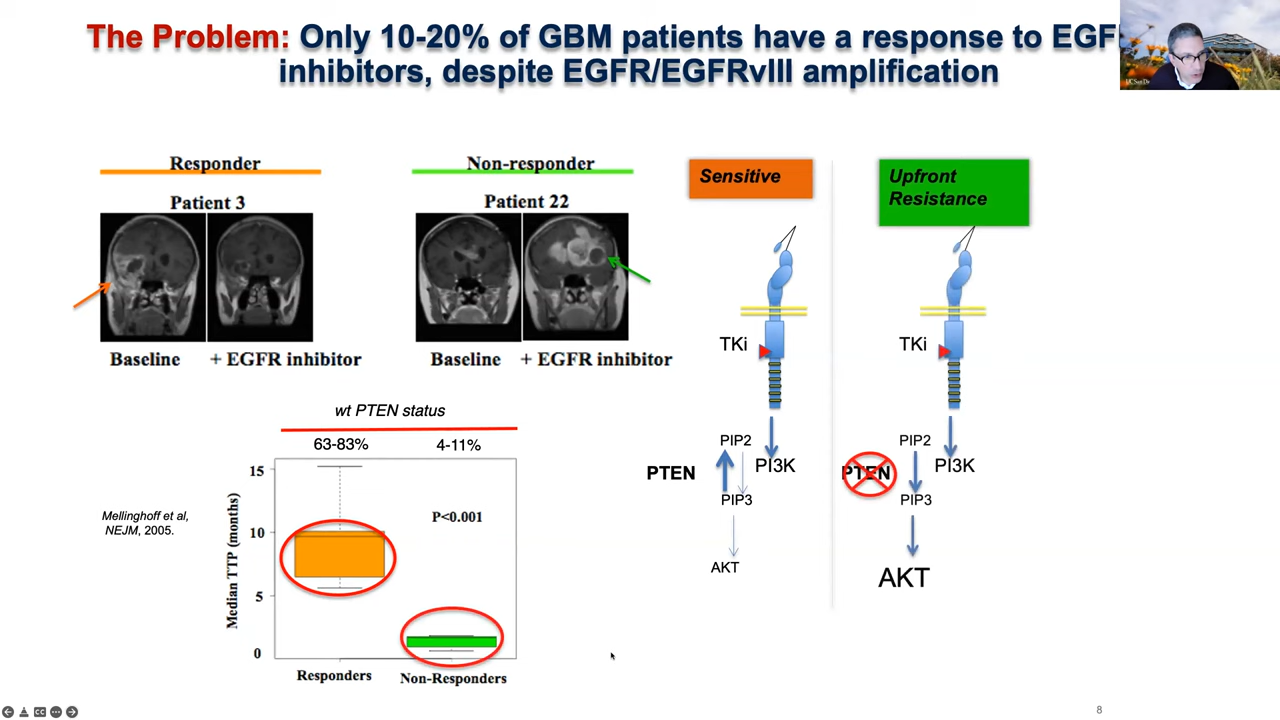 The Problem: Only 10-20% of GBM patients have a response to EGF
inhibitors, despite EGFR/EGFRvIII amplification
Responder
Patient 3
Baseline
+ EGFR inhibitor
Non-responder
Patient 22
Baseline
+ EGFR inhibitor
wt PTEN status
63-83%
4-11%
Mellinghoff et al,
NEJM, 2005.
Median TTP (months)
15
10
5
0
P<0.001
Responders
Non-Responders
Sensitive
TKi
PIP2
PI3K
PTEN
PIP3
AKT
Upfront
Resistance
TKi
PIP2
PI3K
PTEN
PIP3
AKT
CC
8